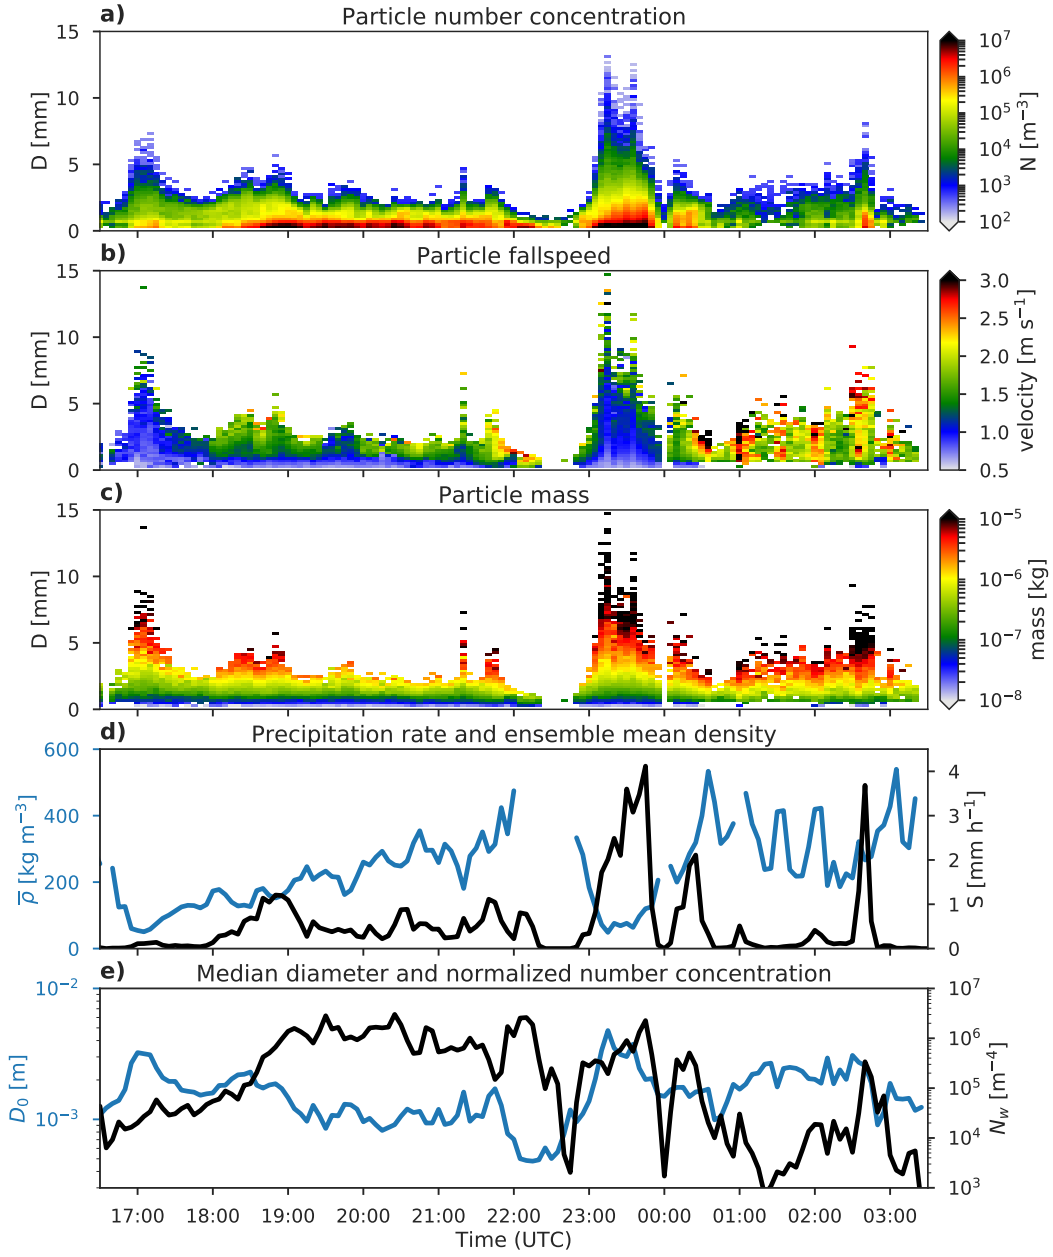 a) Particle number concentration
15
10
5
0
D [mm]
10⁷
10⁶
10⁵
10⁴
10³
10²
N [m⁻³]
b) Particle fallspeed
15
10
5
0
D [mm]
3.0
2.5
2.0
1.5
1.0
0.5
velocity [m s⁻¹]
c) Particle mass
15
10
5
0
D [mm]
10⁻⁵
10⁻⁶
10⁻⁷
10⁻⁸
mass [kg]
d) Precipitation rate and ensemble mean density
600
400
200
0
ρ̅ [kg m⁻³]
4
3
2
1
0
S [mm h⁻¹]
e) Median diameter and normalized number concentration
10⁻²
10⁻³
D₀ [m]
10⁷
10⁶
10⁵
10⁴
10³
N_w [m⁻⁴]
17:00 18:00 19:00 20:00 21:00 22:00 23:00 00:00 01:00 02:00 03:00
Time (UTC)